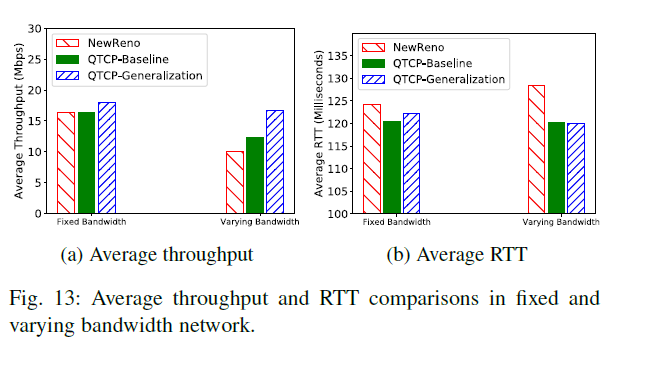 30
25
20
15
10
5
0
Average Throughput (Mbps)
NewReno
QTCP-Baseline
QTCP-Generalization
Fixed Bandwidth
Varying Bandwidth
(a) Average throughput
135
130
125
120
115
110
105
100
Average RTT (Milliseconds)
NewReno
QTCP-Baseline
QTCP-Generalization
Fixed Bandwidth
Varying Bandwidth
(b) Average RTT
Fig. 13: Average throughput and RTT comparisons in fixed and
varying bandwidth network.